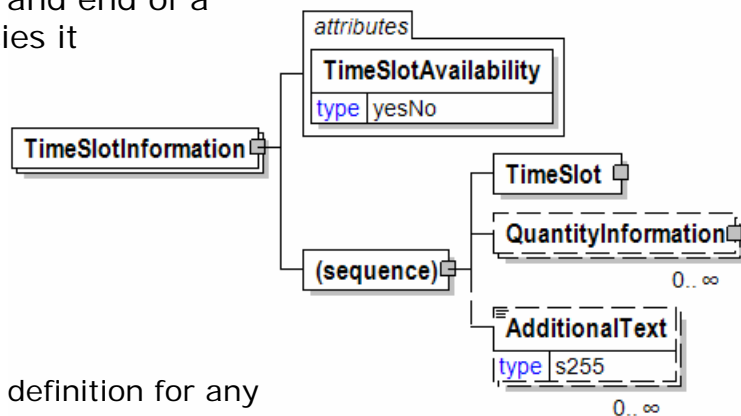 and end of a
ies it
attributes
TimeSlotAvailability
type yesNo
TimeSlotInformation
TimeSlot
QuantityInformation
0.. ∞
(sequence)
AdditionalText
type s255
0.. ∞
definition for any